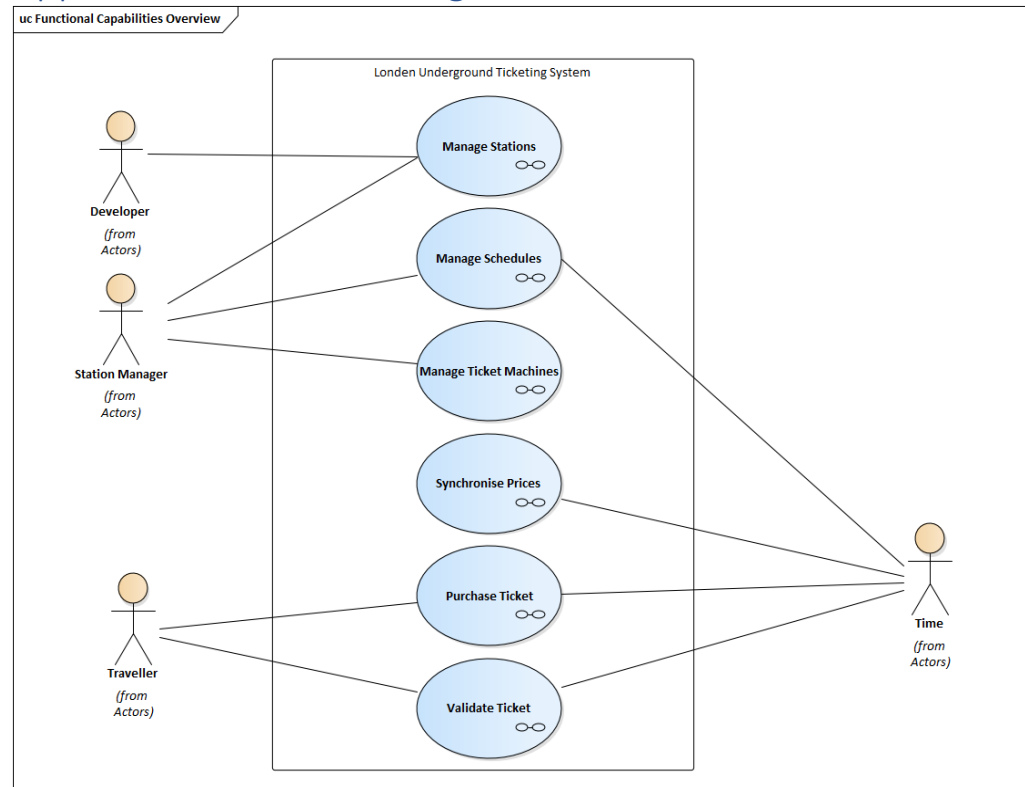 uc Functional Capabilities Overview
Londen Underground Ticketing System
Manage Stations
Developer
(from
Actors)
Manage Schedules
Station Manager
(from
Actors)
Manage Ticket Machines
Synchronise Prices
Purchase Ticket
Time
(from
Actors)
Traveller
(from
Actors)
Validate Ticket